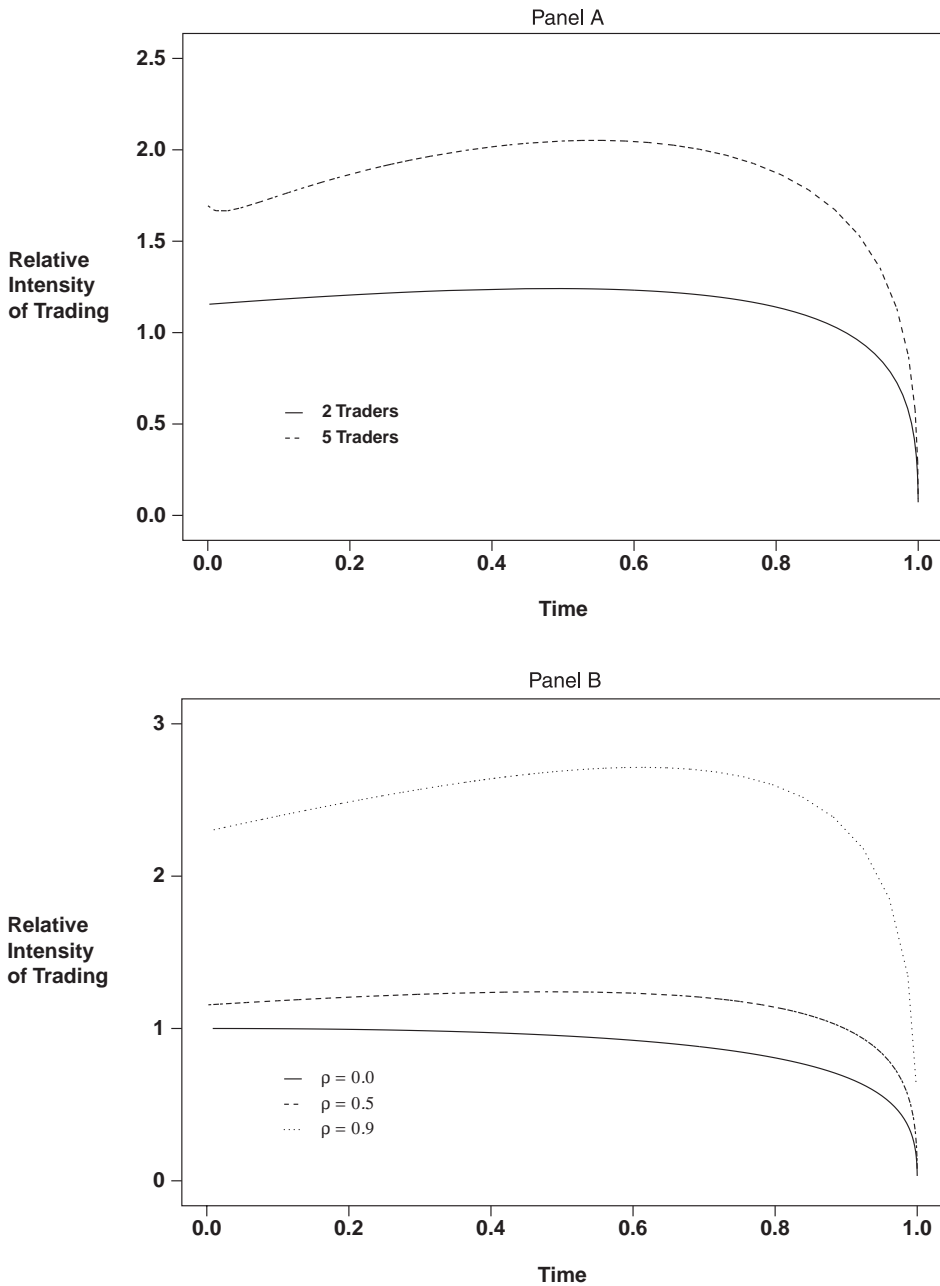 Panel A
2.5
2.0
1.5
1.0
0.5
0.0
Relative
Intensity
of Trading
2 Traders
5 Traders
0.0 0.2 0.4 0.6 0.8 1.0
Time
Panel B
3
2
1
0
Relative
Intensity
of Trading
ρ = 0.0
ρ = 0.5
ρ = 0.9
0.0 0.2 0.4 0.6 0.8 1.0
Time